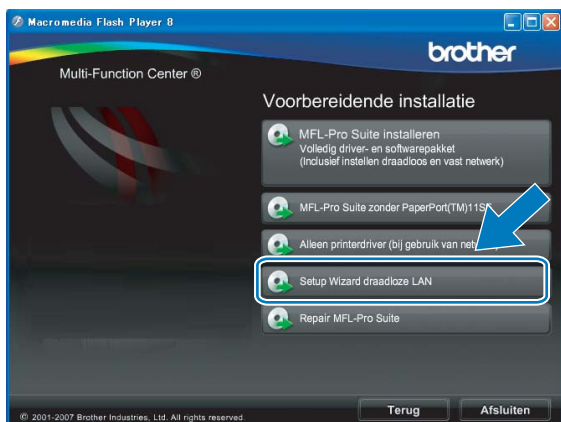 Macromedia Flash Player 8
brother
Multi-Function Center ®
Voorbereidende installatie
MFL-Pro Suite installeren
Volledig driver- en softwarepakket
(Inclusief instellen draadloos en vast netwerk)
MFL-Pro Suite zonder PaperPort(TM)11SE
Alleen printerdriver (bij gebruik van
Setup Wizard draadloze LAN
Repair MFL-Pro Suite
© 2001-2007 Brother Industries, Ltd. All rights reserved.
Terug
Afsluiten